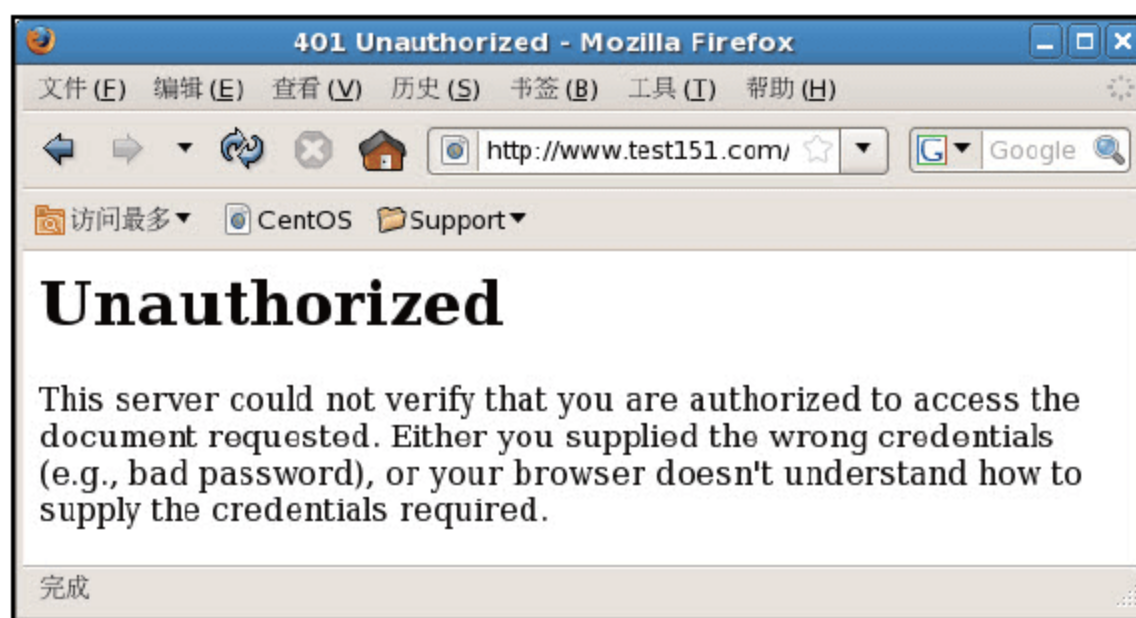 401 Unauthorized - Mozilla Firefox
文件(F) 编辑(E) 查看(V) 历史(S) 书签(B) 工具(T) 帮助(H)
http://www.test151.com/ G Google
访问最多 CentOS Support
Unauthorized
This server could not verify that you are authorized to access the
document requested. Either you supplied the wrong credentials
(e.g., bad password), or your browser doesn't understand how to
supply the credentials required.
完成